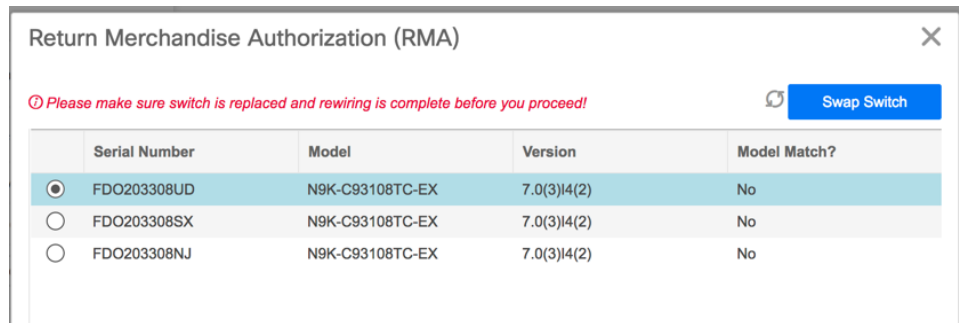 Return Merchandise Authorization (RMA)
Please make sure switch is replaced and rewiring is complete before you proceed!
Swap Switch
Serial Number Model Version Model Match?
FDO203308UD N9K-C93108TC-EX 7.0(3)I4(2) No
FDO203308SX N9K-C93108TC-EX 7.0(3)I4(2) No
FDO203308NJ N9K-C93108TC-EX 7.0(3)I4(2) No